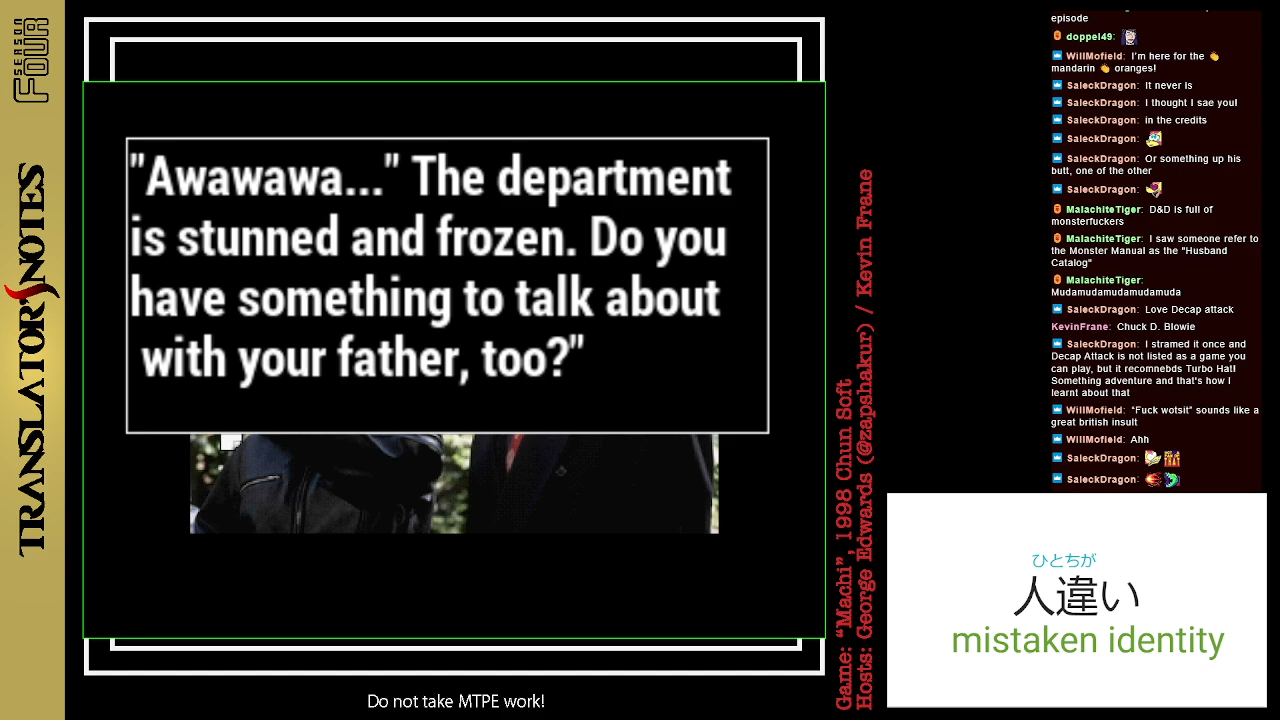 SEASON
FOUR
TRANSLATOR'S NOTES
"Awawawa..." The department
is stunned and frozen. Do you
have something to talk about
with your father, too?"
Do not take MTPE work!
Game: "Machi", 1998 Chun Soft
Hosts: George Edwards (@zapshakur) / Kevin Frane
episode
doppel49:
WillMofield: I'm here for the 👏
mandarin 👏 oranges!
SaleckDragon: It never is
SaleckDragon: I thought I sae you!
SaleckDragon: in the credits
SaleckDragon:
SaleckDragon: Or something up his
butt, one of the other
SaleckDragon:
MalachiteTiger: D&D is full of
monsterfuckers
MalachiteTiger: I saw someone refer to
the Monster Manual as the "Husband
Catalog"
MalachiteTiger:
Mudamudamudamudamuda
SaleckDragon: Love Decap attack
KevinFrane: Chuck D. Blowie
SaleckDragon: I stramed it once and
Decap Attack is not listed as a game you
can play, but it recomnebds Turbo Hall
Something adventure and that's how I
learnt about that
WillMofield: "Fuck wotsit" sounds like a
great british insult
WillMofield: Ahh
SaleckDragon:
SaleckDragon:
ひとちが
人違い
mistaken identity